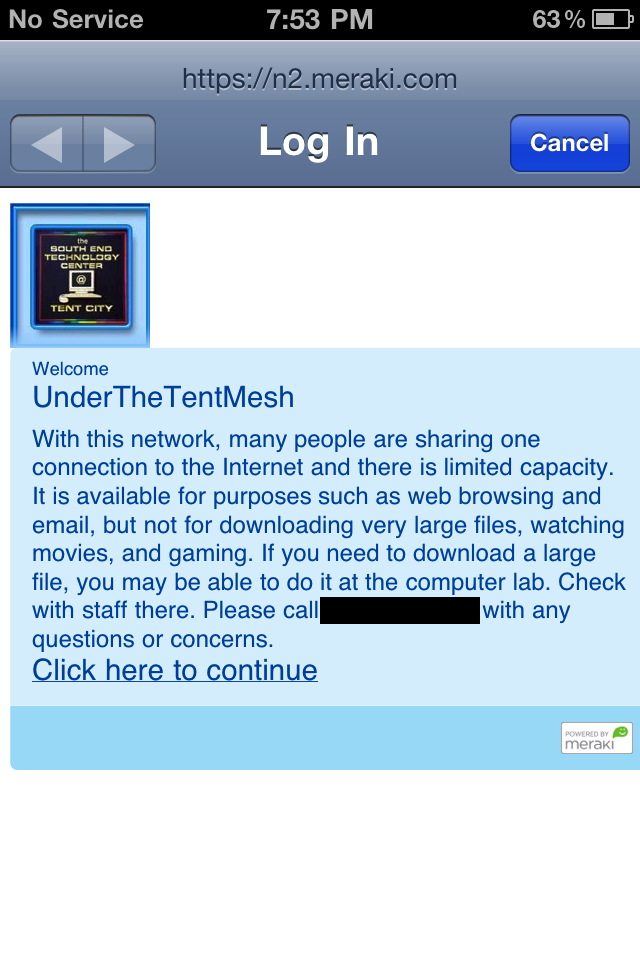 No Service 7:53 PM 63%
https://n2.meraki.com
Log In Cancel
the
SOUTH END
TECHNOLOGY
CENTER
@
TENT CITY
Welcome
UnderTheTentMesh
With this network, many people are sharing one
connection to the Internet and there is limited capacity.
It is available for purposes such as web browsing and
email, but not for downloading very large files, watching
movies, and gaming. If you need to download a large
file, you may be able to do it at the computer lab. Check
with staff there. Please call with any
questions or concerns.
Click here to continue
POWERED BY
meraki